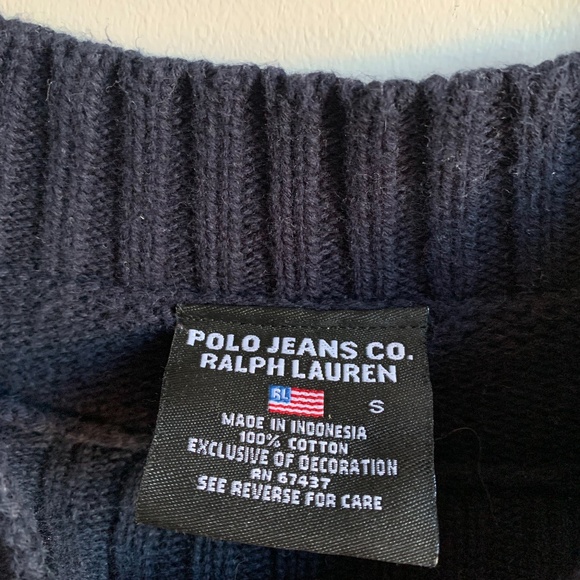 POLO JEANS CO.
RALPH LAUREN
RL S
MADE IN INDONESIA
100% COTTON
EXCLUSIVE OF DECORATION
RN 67437
SEE REVERSE FOR CARE